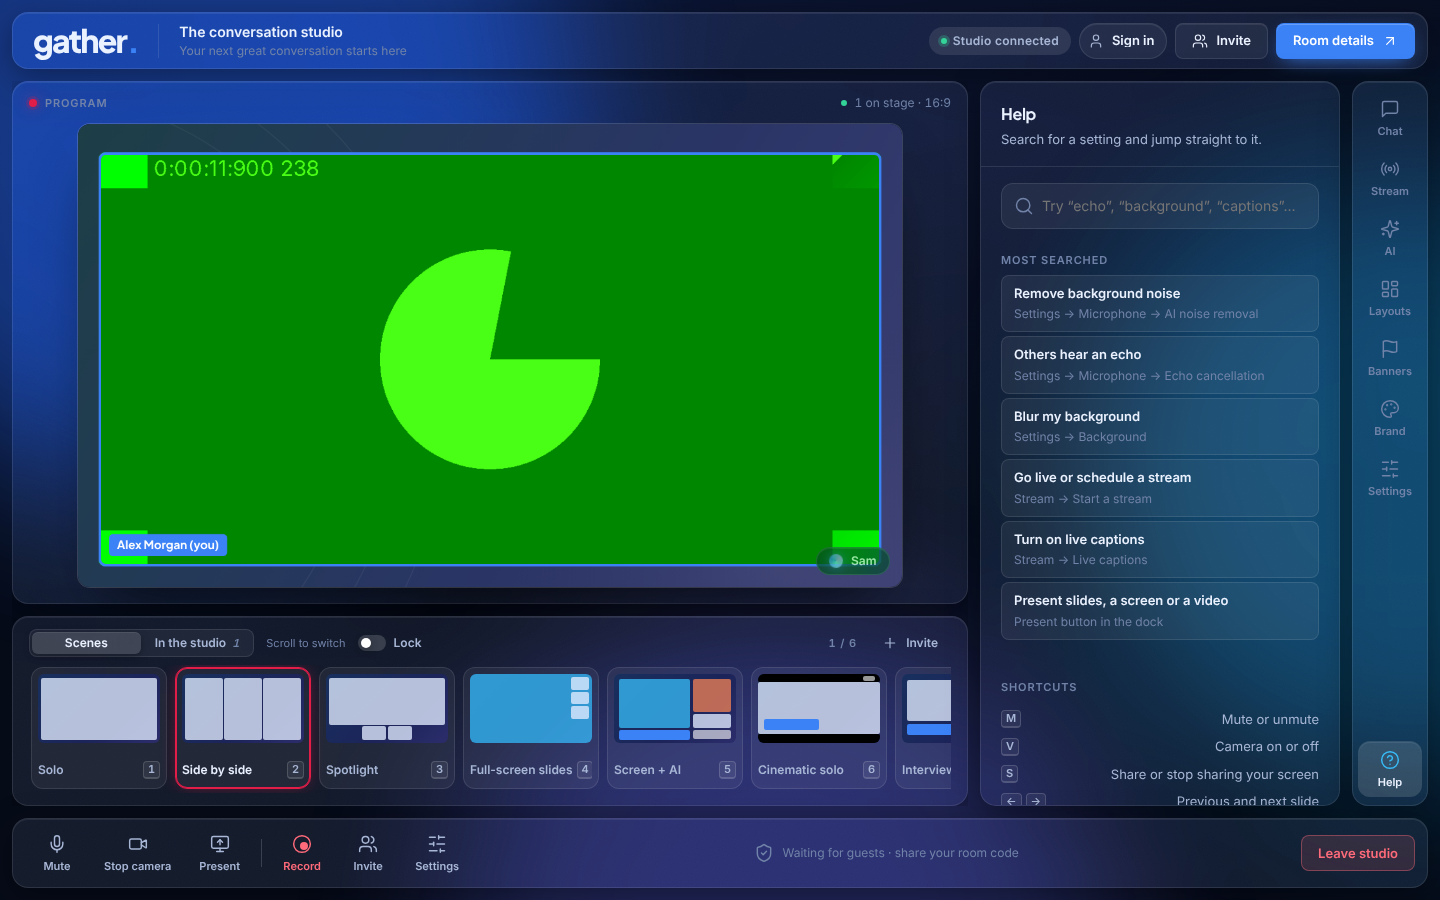 gather.
The conversation studio
Your next great conversation starts here
Studio connected
Sign in
Invite
Room details
PROGRAM
1 on stage · 16:9
0:00:11:900 238
Alex Morgan (you)
Sam
Scenes
In the studio 1
Scroll to switch
Lock
1 / 6
Invite
Solo 1
Side by side 2
Spotlight 3
Full-screen slides 4
Screen + AI 5
Cinematic solo 6
Interview
Help
Search for a setting and jump straight to it.
Try “echo”, “background”, “captions”...
MOST SEARCHED
Remove background noise
Settings → Microphone → AI noise removal
Others hear an echo
Settings → Microphone → Echo cancellation
Blur my background
Settings → Background
Go live or schedule a stream
Stream → Start a stream
Turn on live captions
Stream → Live captions
Present slides, a screen or a video
Present button in the dock
SHORTCUTS
M Mute or unmute
V Camera on or off
S Share or stop sharing your screen
← → Previous and next slide
Chat
Stream
AI
Layouts
Banners
Brand
Settings
Help
Mute
Stop camera
Present
Record
Invite
Settings
Waiting for guests · share your room code
Leave studio